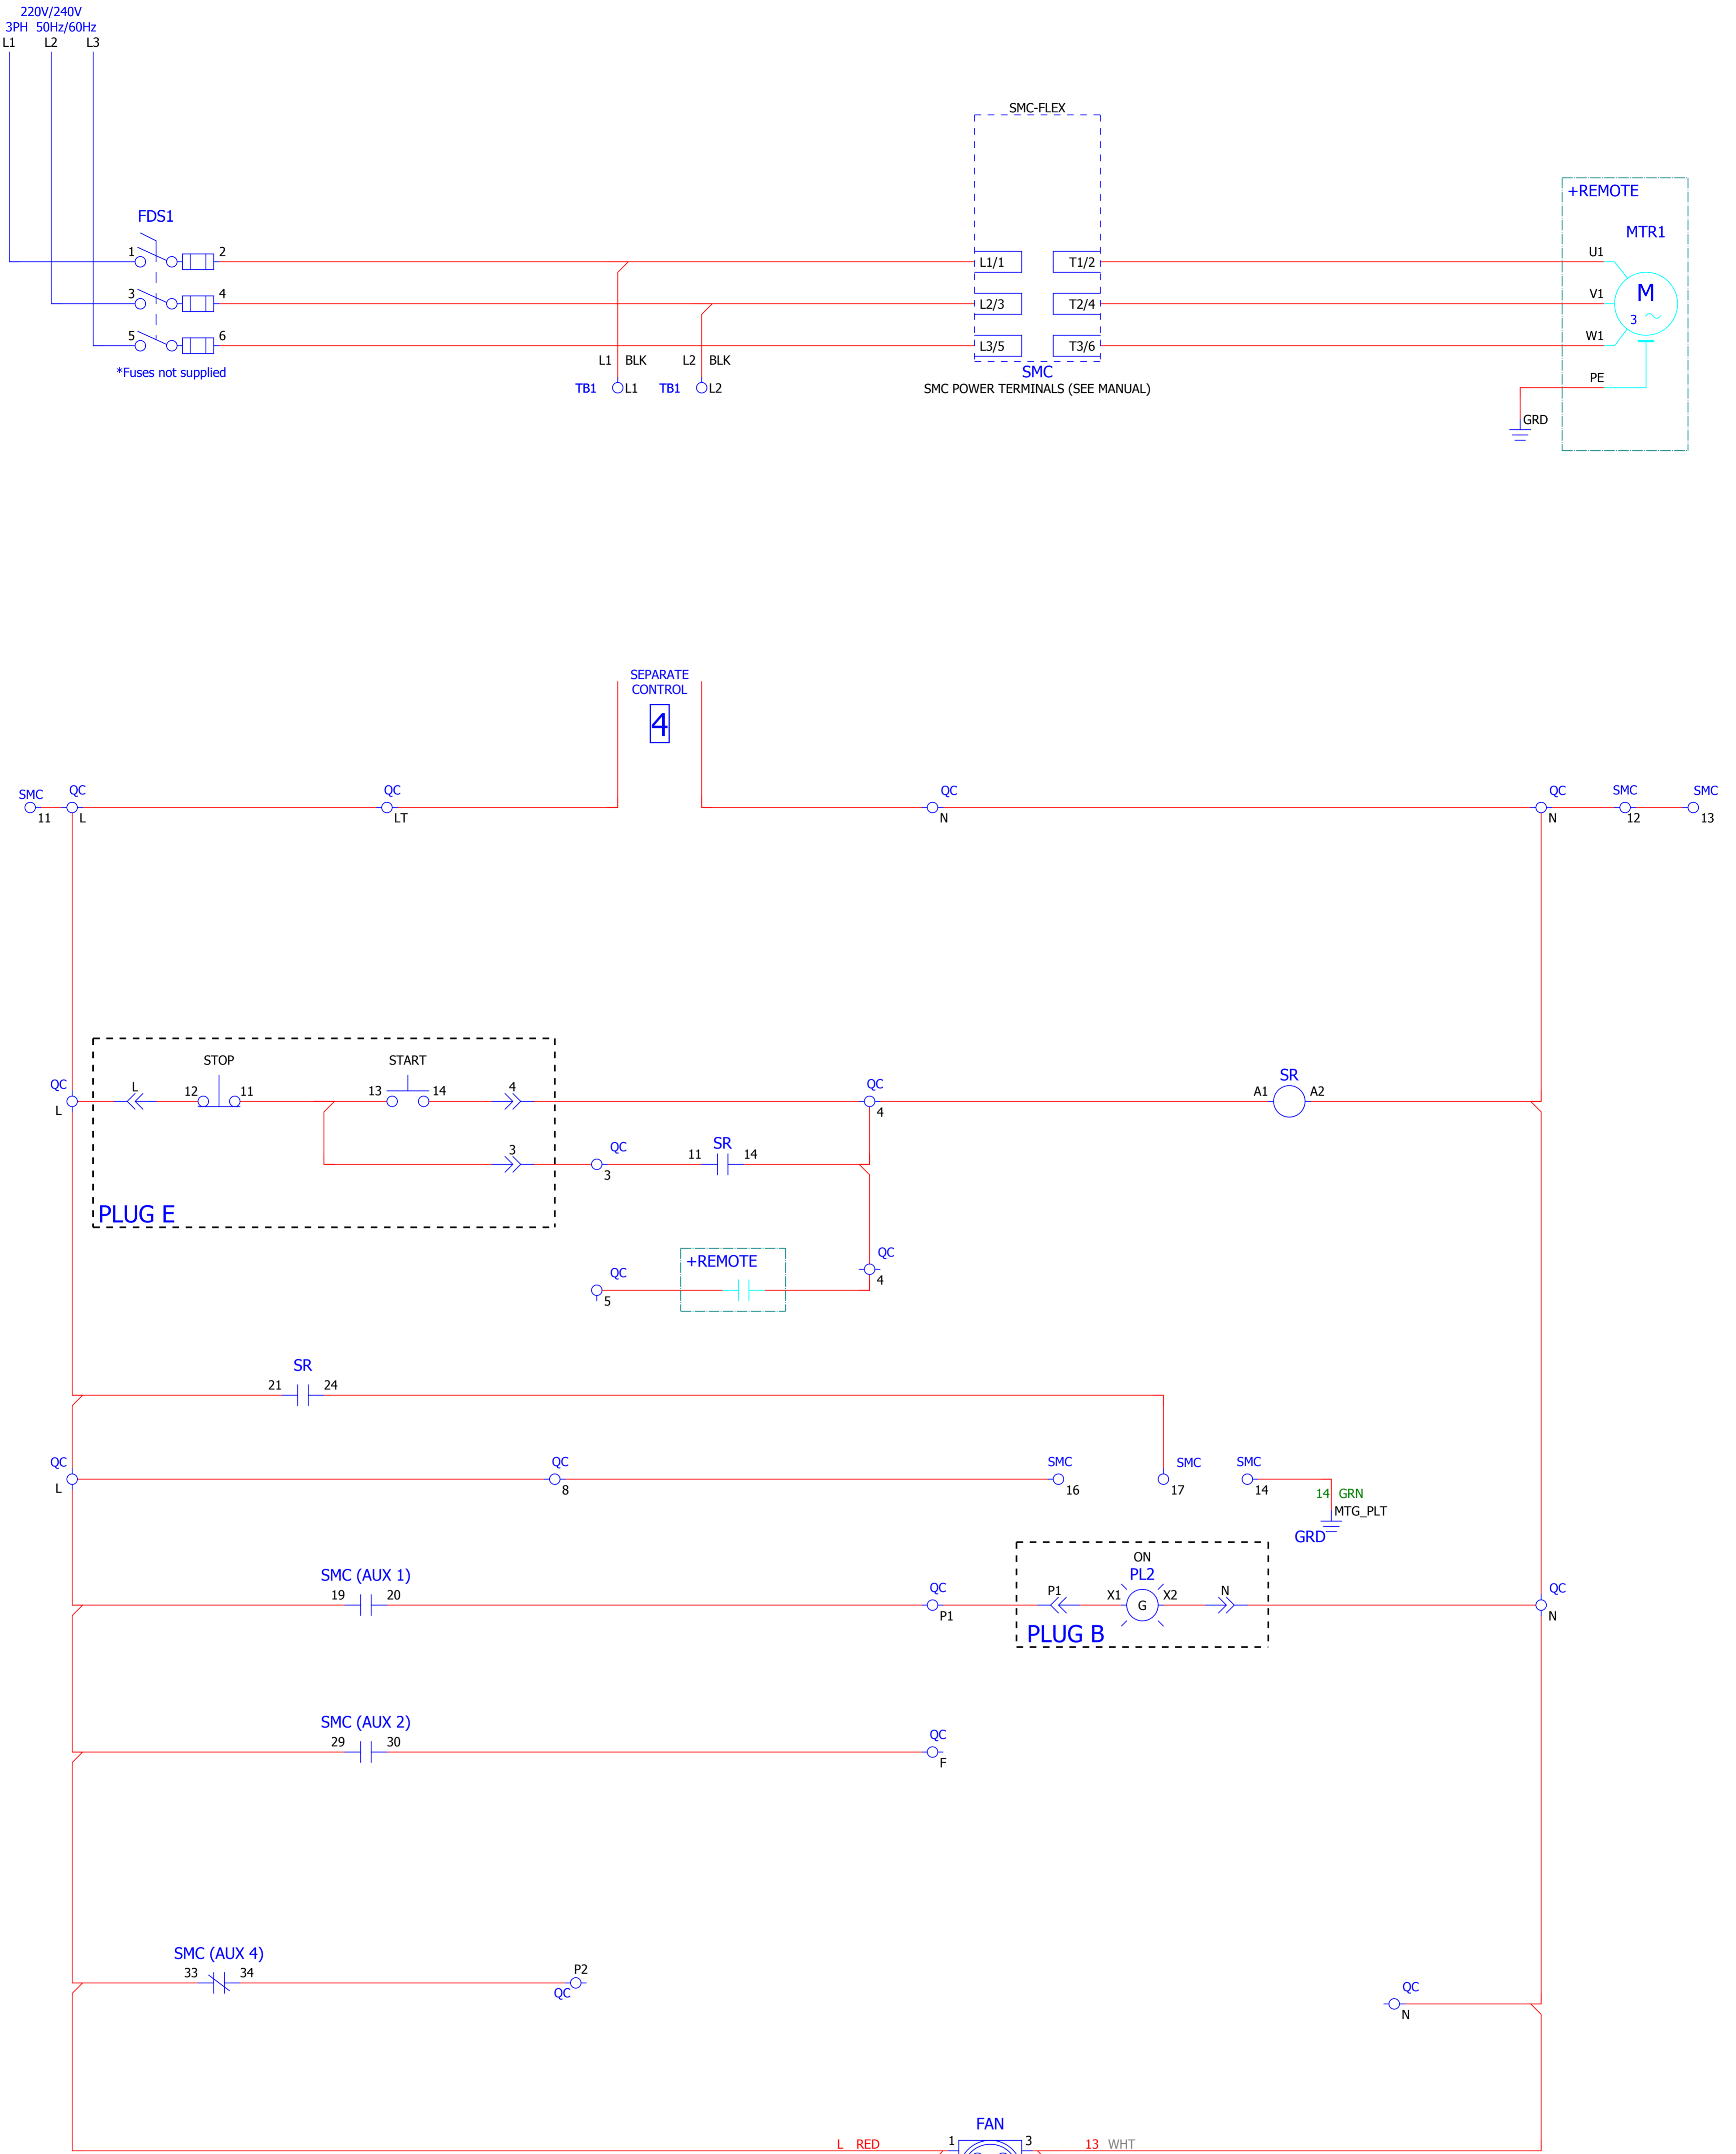 220V/240V
3PH 50Hz/60Hz
L1 L2 L3
SMC-FLEX
+REMOTE
FDS1
MTR1
1 2 L1/1 T1/2 U1
3 4 L2/3 T2/4 V1 M
3
5 6 L3/5 T3/6 W1
*Fuses not supplied
L1 BLK L2 BLK
SMC
PE
TB1 L1 TB1 L2
SMC POWER TERMINALS (SEE MANUAL)
GRD
SEPARATE
CONTROL
4
SMC QC QC QC QC SMC SMC
11 L LT N N 12 13
STOP START
QC L 12 11 13 14 4 QC A1 SR A2
L 4
3 QC 11 SR 14
3
PLUG E
+REMOTE QC
QC 4
5
SR
21 24
QC QC SMC SMC SMC
L 8 16 17 14
14 GRN
MTG_PLT
GRD
ON
SMC (AUX 1) PL2
19 20 QC P1 X1 G X2 N QC
P1 N
PLUG B
SMC (AUX 2)
29 30 QC
F
SMC (AUX 4)
33 34 P2
QC QC
N
FAN
L RED 1 3 13 WHT